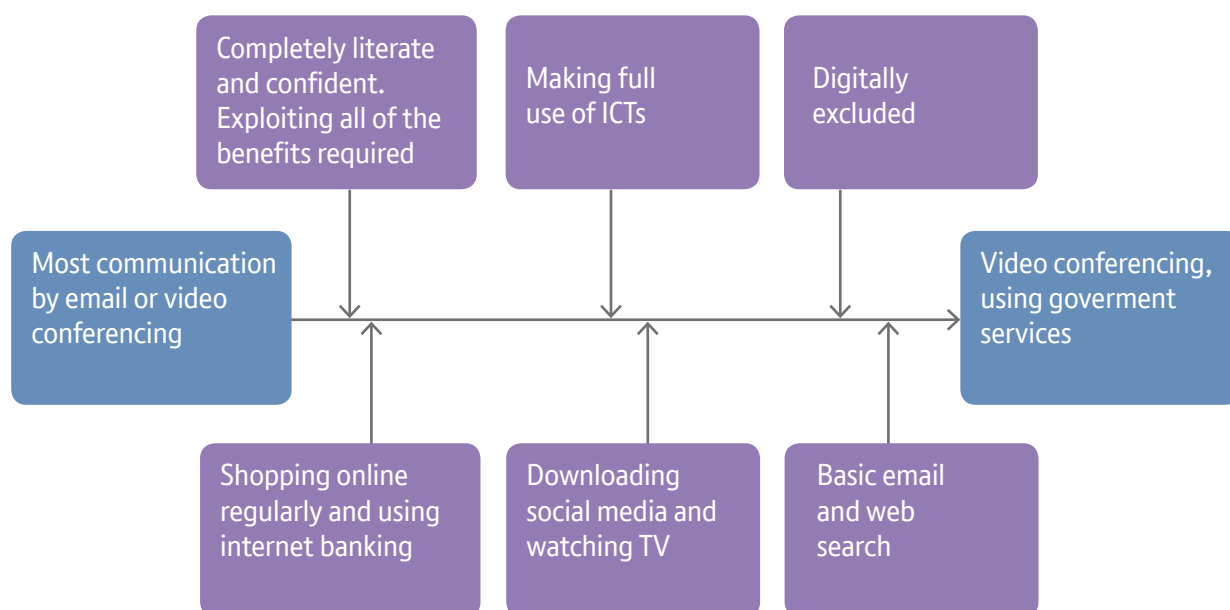 Completely literate
and confident.
Exploiting all of the
benefits required
Making full
use of ICTs
Digitally
excluded
Most communication
by email or video
conferencing
Video conferencing,
using goverment
services
Shopping online
regularly and using
internet banking
Downloading
social media and
watching TV
Basic email
and web
search